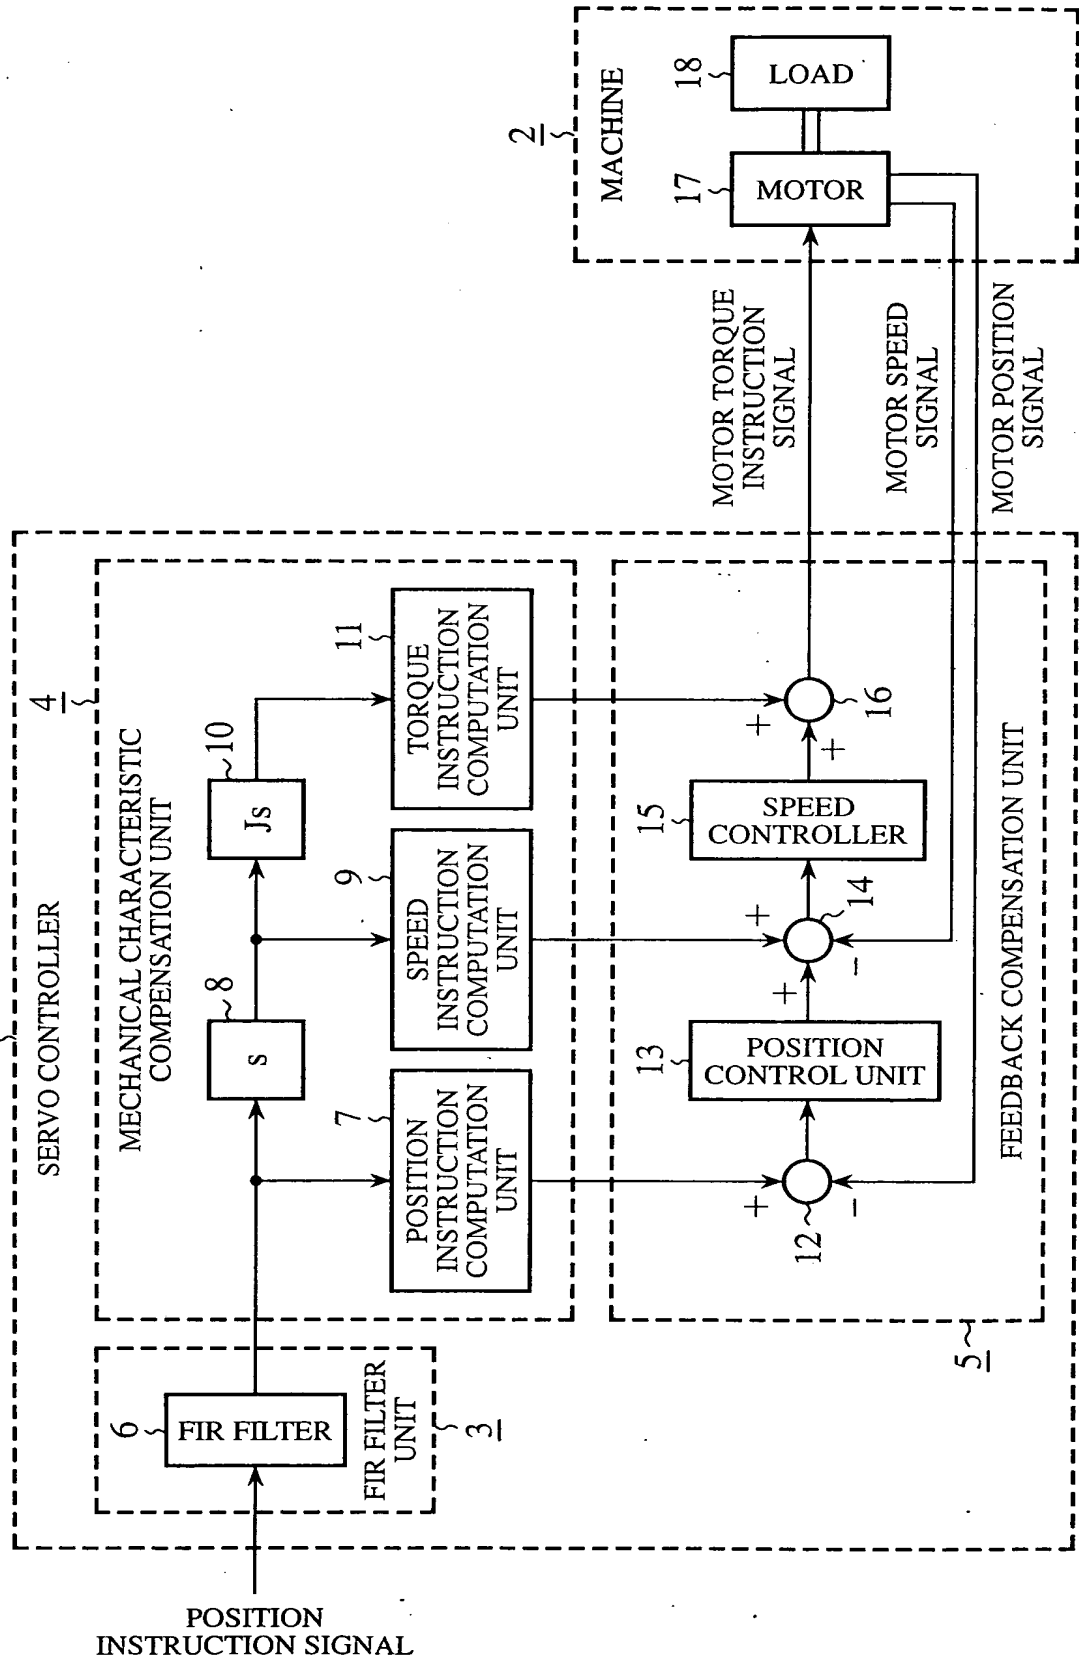 SERVO CONTROLLER
4
MECHANICAL CHARACTERISTIC
COMPENSATION UNIT
8
s
10
Js
7
POSITION
INSTRUCTION
COMPUTATION
UNIT
9
SPEED
INSTRUCTION
COMPUTATION
UNIT
11
TORQUE
INSTRUCTION
COMPUTATION
UNIT
POSITION
INSTRUCTION SIGNAL
6
FIR FILTER
FIR FILTER
UNIT
3
12
+
−
13
POSITION
CONTROL UNIT
+
+
−
14
15
SPEED
CONTROLLER
+
+
16
FEEDBACK COMPENSATION UNIT
5
MOTOR TORQUE
INSTRUCTION
SIGNAL
MOTOR SPEED
SIGNAL
MOTOR POSITION
SIGNAL
2
MACHINE
17
MOTOR
18
LOAD